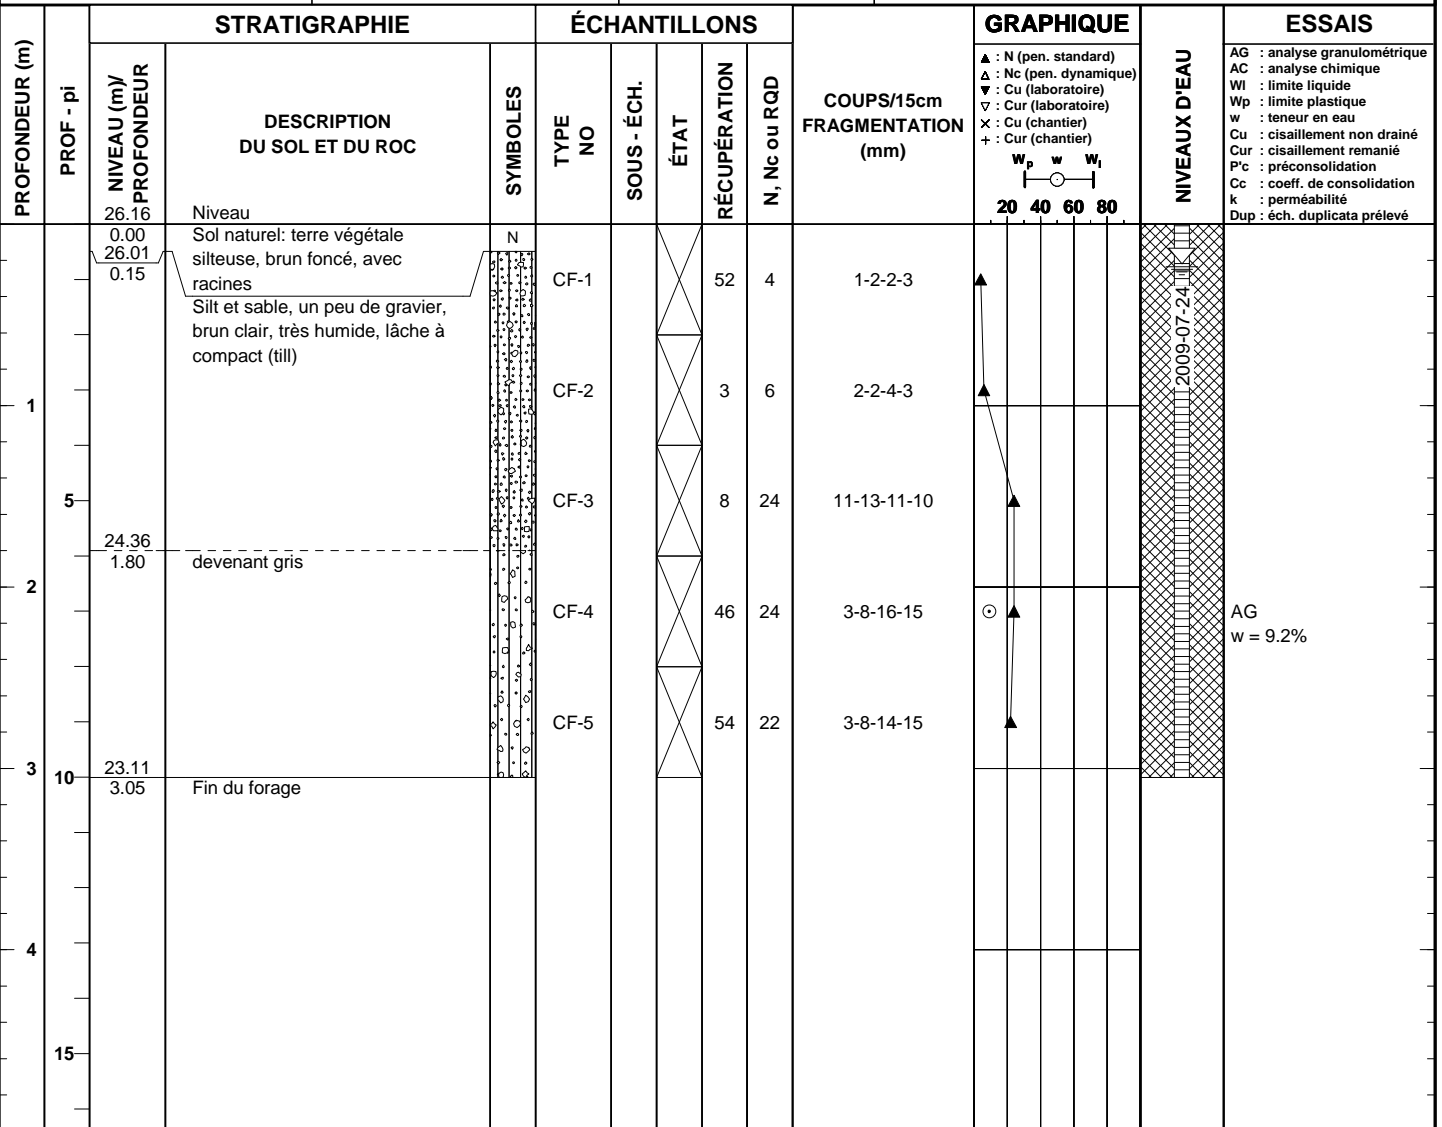 STRATIGRAPHIE
ÉCHANTILLONS
GRAPHIQUE
ESSAIS
PROFONDEUR (m)
PROF - pi
NIVEAU (m)/
PROFONDEUR
DESCRIPTION
DU SOL ET DU ROC
SYMBOLES
TYPE
NO
SOUS - ÉCH.
ÉTAT
RÉCUPÉRATION
N, Nc ou RQD
COUPS/15cm
FRAGMENTATION
(mm)
▲ : N (pen. standard)
△ : Nc (pen. dynamique)
▼ : Cu (laboratoire)
▽ : Cur (laboratoire)
× : Cu (chantier)
+ : Cur (chantier)
Wp w Wl
20 40 60 80
NIVEAUX D'EAU
AG : analyse granulométrique
AC : analyse chimique
Wl : limite liquide
Wp : limite plastique
w : teneur en eau
Cu : cisaillement non drainé
Cur : cisaillement remanié
P'c : préconsolidation
Cc : coeff. de consolidation
k : perméabilité
Dup : éch. duplicata prélevé
26.16 Niveau
0.00 Sol naturel: terre végétale
N
26.01 silteuse, brun foncé, avec
0.15 racines
CF-1 52 4 1-2-2-3
Silt et sable, un peu de gravier,
brun clair, très humide, lâche à
compact (till)
2009-07-24
CF-2 3 6 2-2-4-3
1
5 CF-3 8 24 11-13-11-10
24.36
1.80 devenant gris
2
CF-4 46 24 3-8-16-15 AG
w = 9.2%
CF-5 54 22 3-8-14-15
3 10 23.11
3.05 Fin du forage
4
15